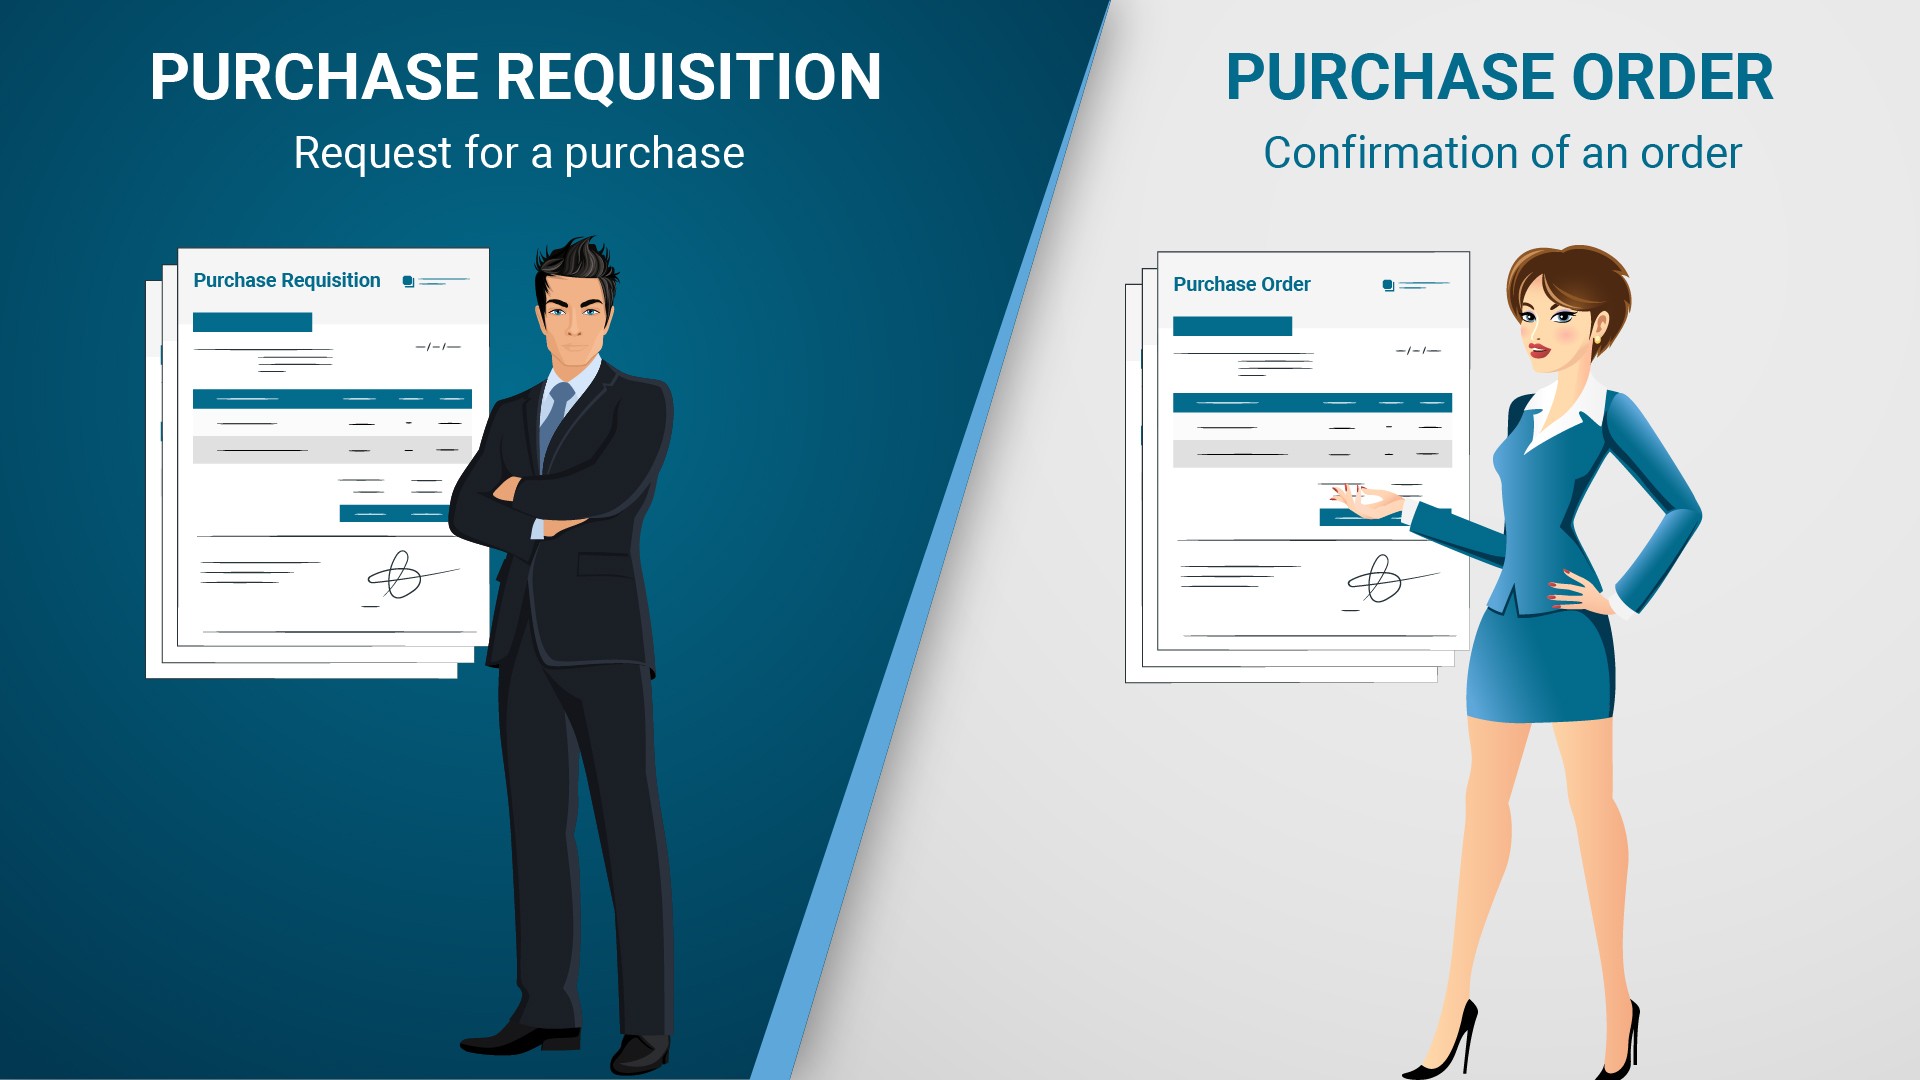 PURCHASE REQUISITION
Request for a purchase
Purchase Requisition
PURCHASE ORDER
Confirmation of an order
Purchase Order